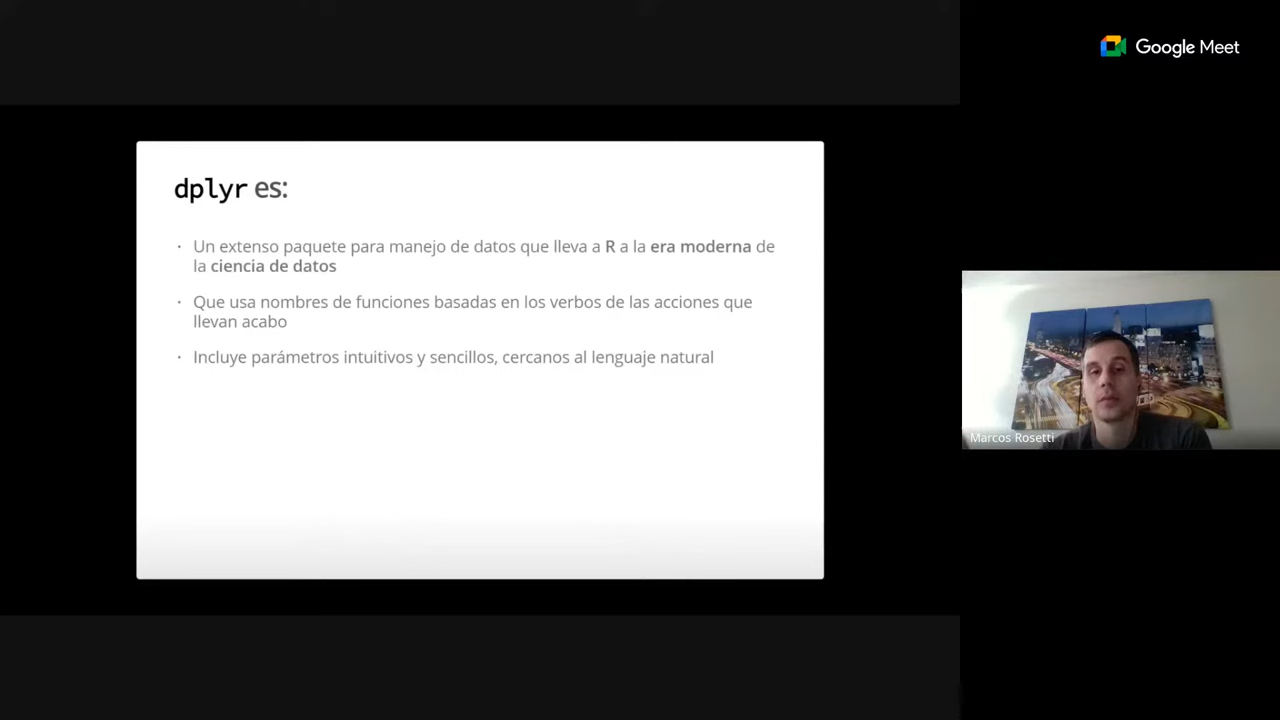 Google Meet
dplyr es:
· Un extenso paquete para manejo de datos que lleva a R a la era moderna de
la ciencia de datos
· Que usa nombres de funciones basadas en los verbos de las acciones que
llevan acabo
· Incluye parámetros intuitivos y sencillos, cercanos al lenguaje natural
Marcos Rosetti